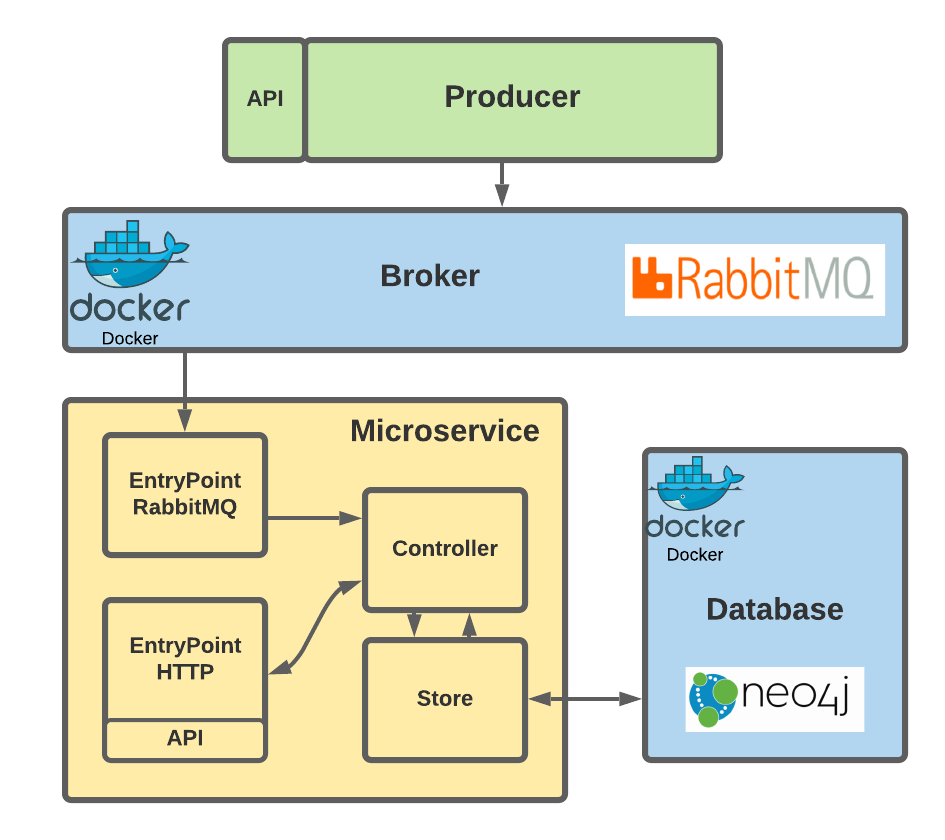 API
Producer
docker
Docker
Broker
RabbitMQ
Microservice
EntryPoint
RabbitMQ
Controller
EntryPoint
HTTP
API
Store
docker
Docker
Database
neo4j